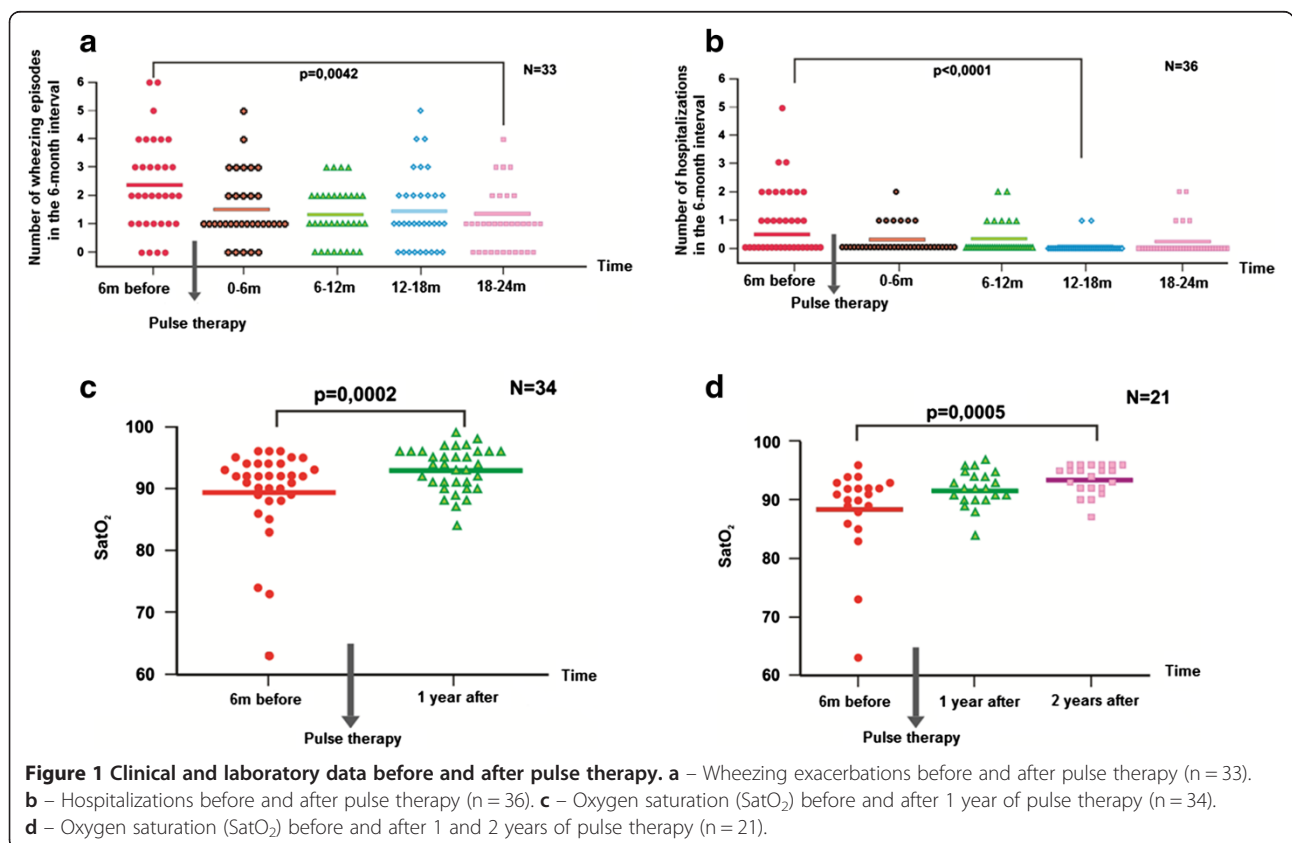 a
p=0,0042
N=33
Number of wheezing episodes
in the 6-month interval
6
5
4
3
2
1
0
Time
6m before
0-6m
6-12m
12-18m
18-24m
Pulse therapy
b
p<0,0001
N=36
Number of hospitalizations
in the 6-month interval
6
5
4
3
2
1
0
Time
6m before
0-6m
6-12m
12-18m
18-24m
Pulse therapy
c
p=0,0002
N=34
SatO₂
100
90
80
70
60
Time
6m before
1 year after
Pulse therapy
d
p=0,0005
N=21
SatO₂
100
90
80
70
60
Time
6m before
1 year after
2 years after
Pulse therapy
Figure 1 Clinical and laboratory data before and after pulse therapy. a – Wheezing exacerbations before and after pulse therapy (n = 33).
b – Hospitalizations before and after pulse therapy (n = 36). c – Oxygen saturation (SatO₂) before and after 1 year of pulse therapy (n = 34).
d – Oxygen saturation (SatO₂) before and after 1 and 2 years of pulse therapy (n = 21).